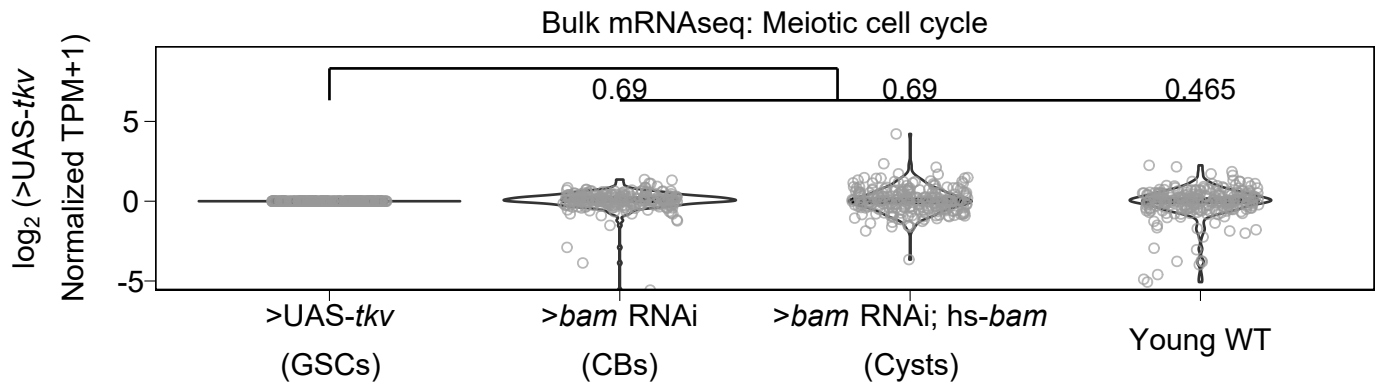 Bulk mRNAseq: Meiotic cell cycle
log2 (>UAS-tkv
Normalized TPM+1)
0.69 0.69 0.465
5
0
-5
>UAS-tkv >bam RNAi >bam RNAi; hs-bam Young WT
(GSCs) (CBs) (Cysts)